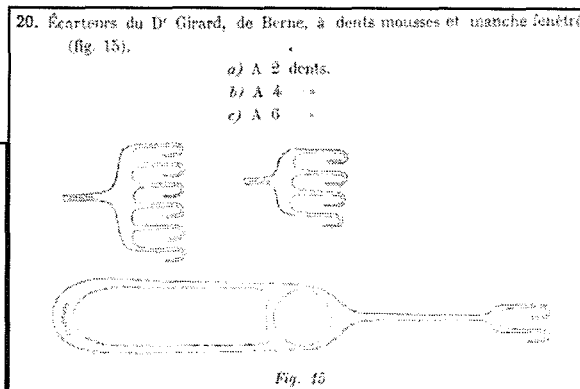 20. Écarteurs du Dr Girard, de Berne, à dents mousses et manche fenêtré
(fig. 15).
a) A 2 dents.
b) A 4 »
c) A 6 »
Fig. 15